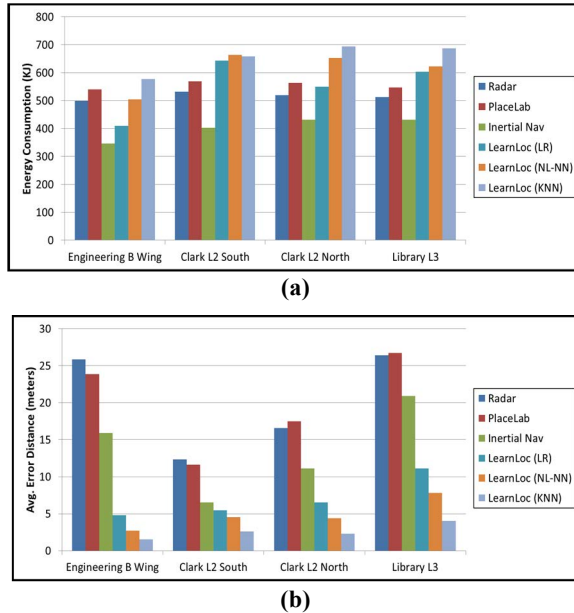 Energy Consumption (KJ)
800
700
600
500
400
300
200
100
0
Engineering B Wing Clark L2 South Clark L2 North Library L3
Radar
PlaceLab
Inertial Nav
LearnLoc (LR)
LearnLoc (NL-NN)
LearnLoc (KNN)
(a)
Avg. Error Distance (meters)
30
25
20
15
10
5
0
Engineering B Wing Clark L2 South Clark L2 North Library L3
Radar
PlaceLab
Inertial Nav
LearnLoc (LR)
LearnLoc (NL-NN)
LearnLoc (KNN)
(b)